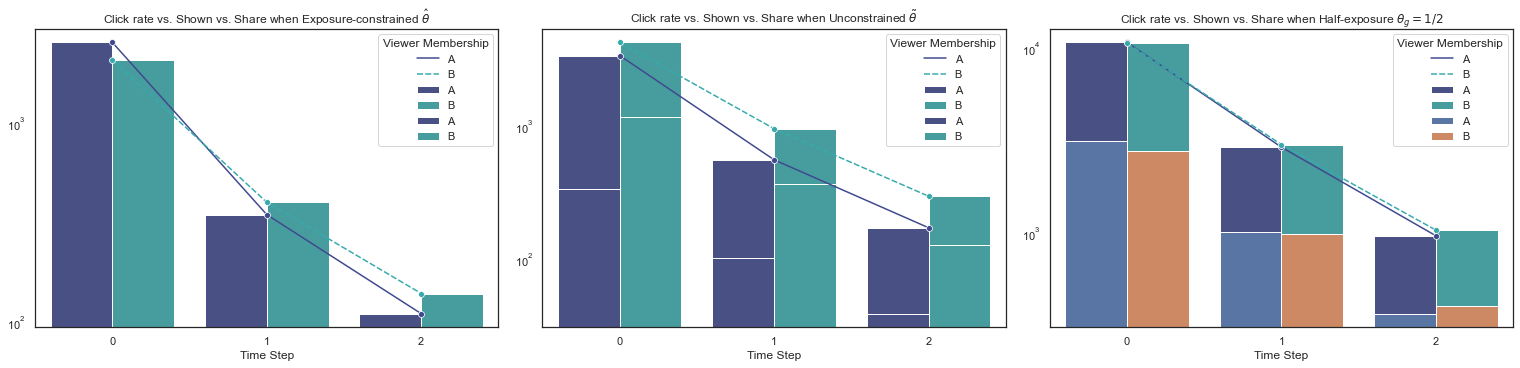 Click rate vs. Shown vs. Share when Exposure-constrained θ̂
10³
10²
0 1 2
Time Step
Viewer Membership
A
B
A
B
A
B
Click rate vs. Shown vs. Share when Unconstrained θ̃
10³
10²
0 1 2
Time Step
Viewer Membership
A
B
A
B
A
B
Click rate vs. Shown vs. Share when Half-exposure θg = 1/2
10⁴
10³
0 1 2
Time Step
Viewer Membership
A
B
A
B
A
B